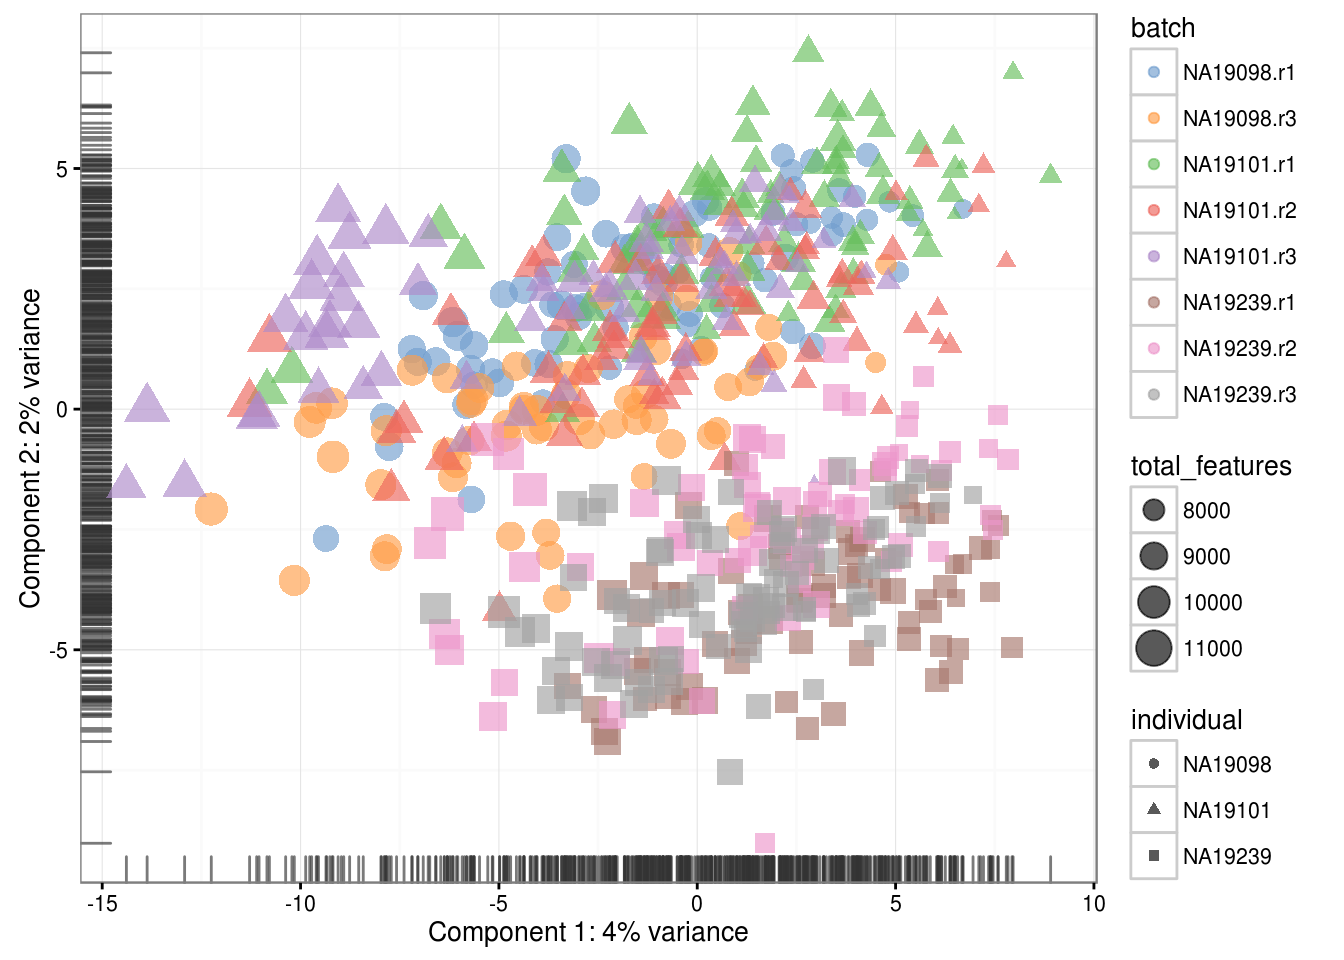 batch
NA19098.r1
NA19098.r3
NA19101.r1
NA19101.r2
NA19101.r3
NA19239.r1
NA19239.r2
NA19239.r3
total_features
8000
9000
10000
11000
individual
NA19098
NA19101
NA19239
Component 2: 2% variance
5
0
-5
-15
-10
-5
0
5
10
Component 1: 4% variance